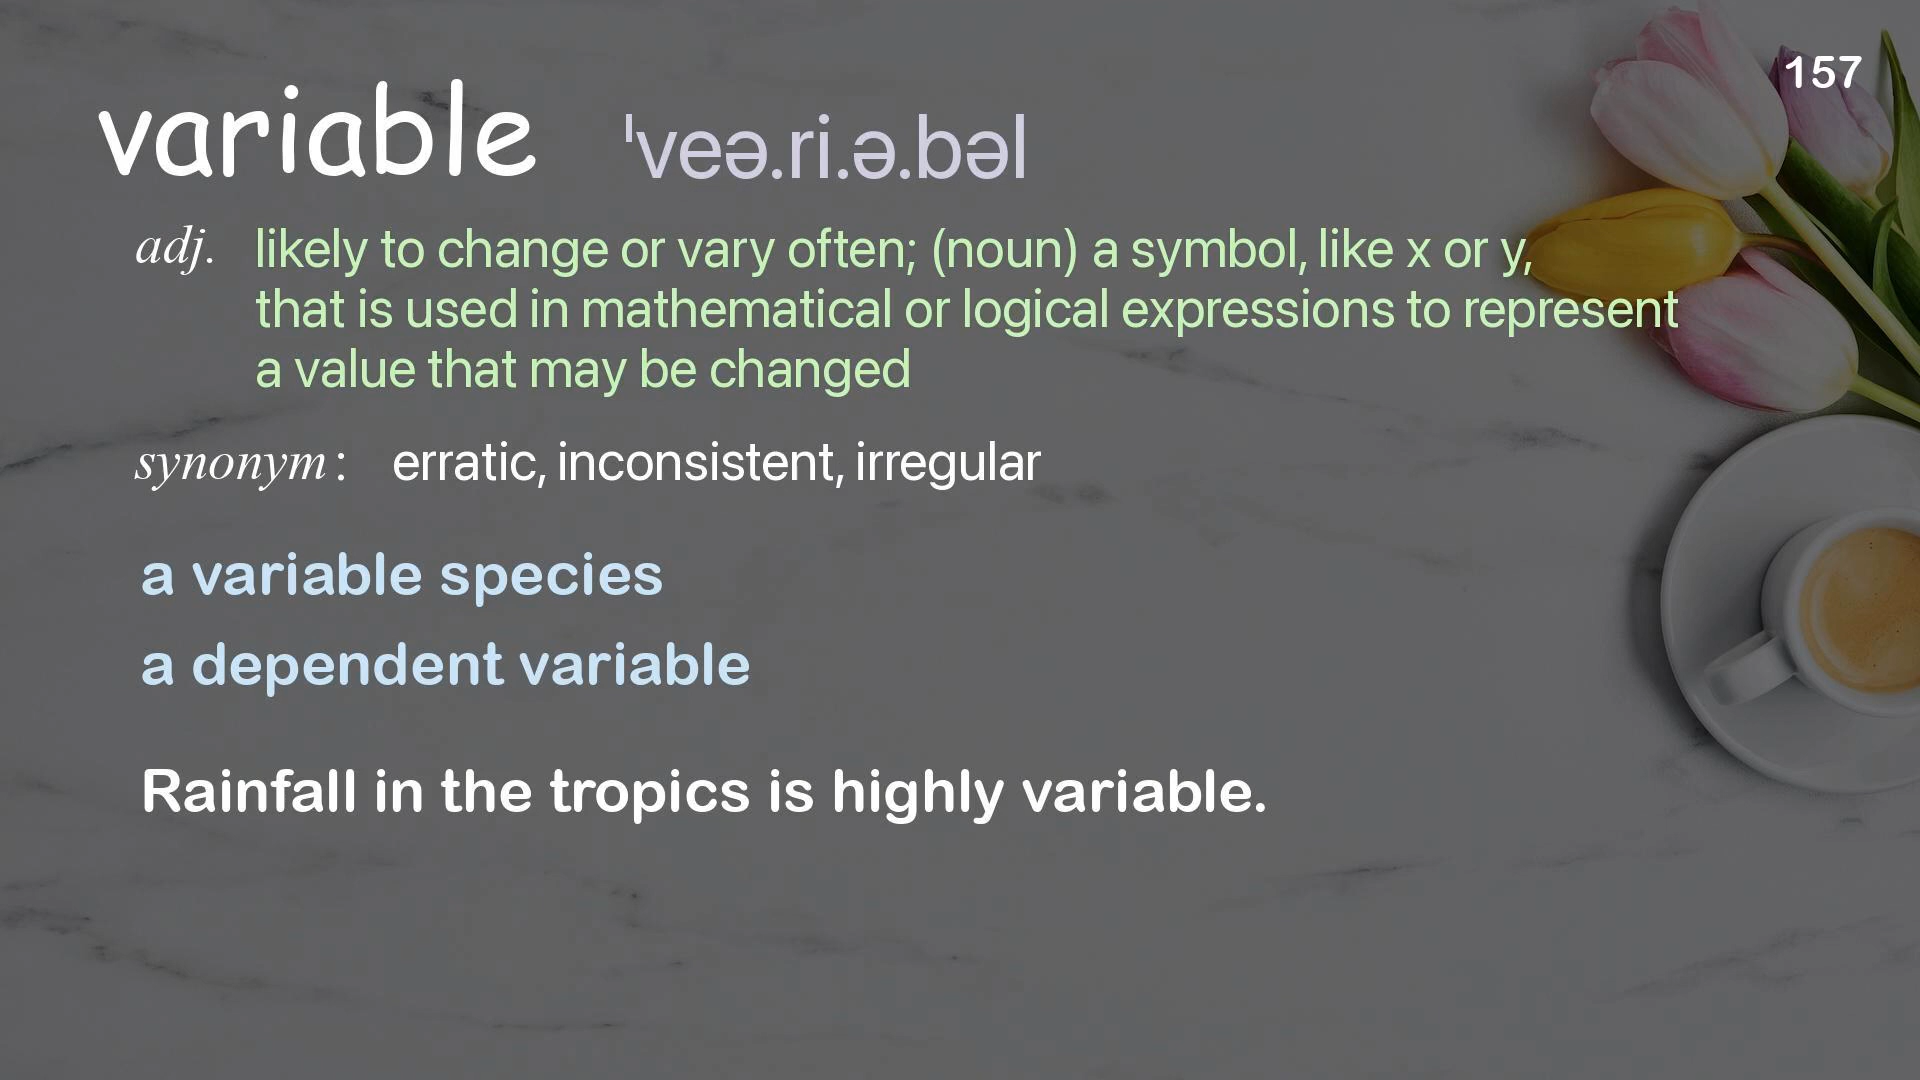 157
variable ˈveə.ri.ə.bəl
adj. likely to change or vary often; (noun) a symbol, like x or y,
that is used in mathematical or logical expressions to represent
a value that may be changed
synonym : erratic, inconsistent, irregular
a variable species
a dependent variable
Rainfall in the tropics is highly variable.